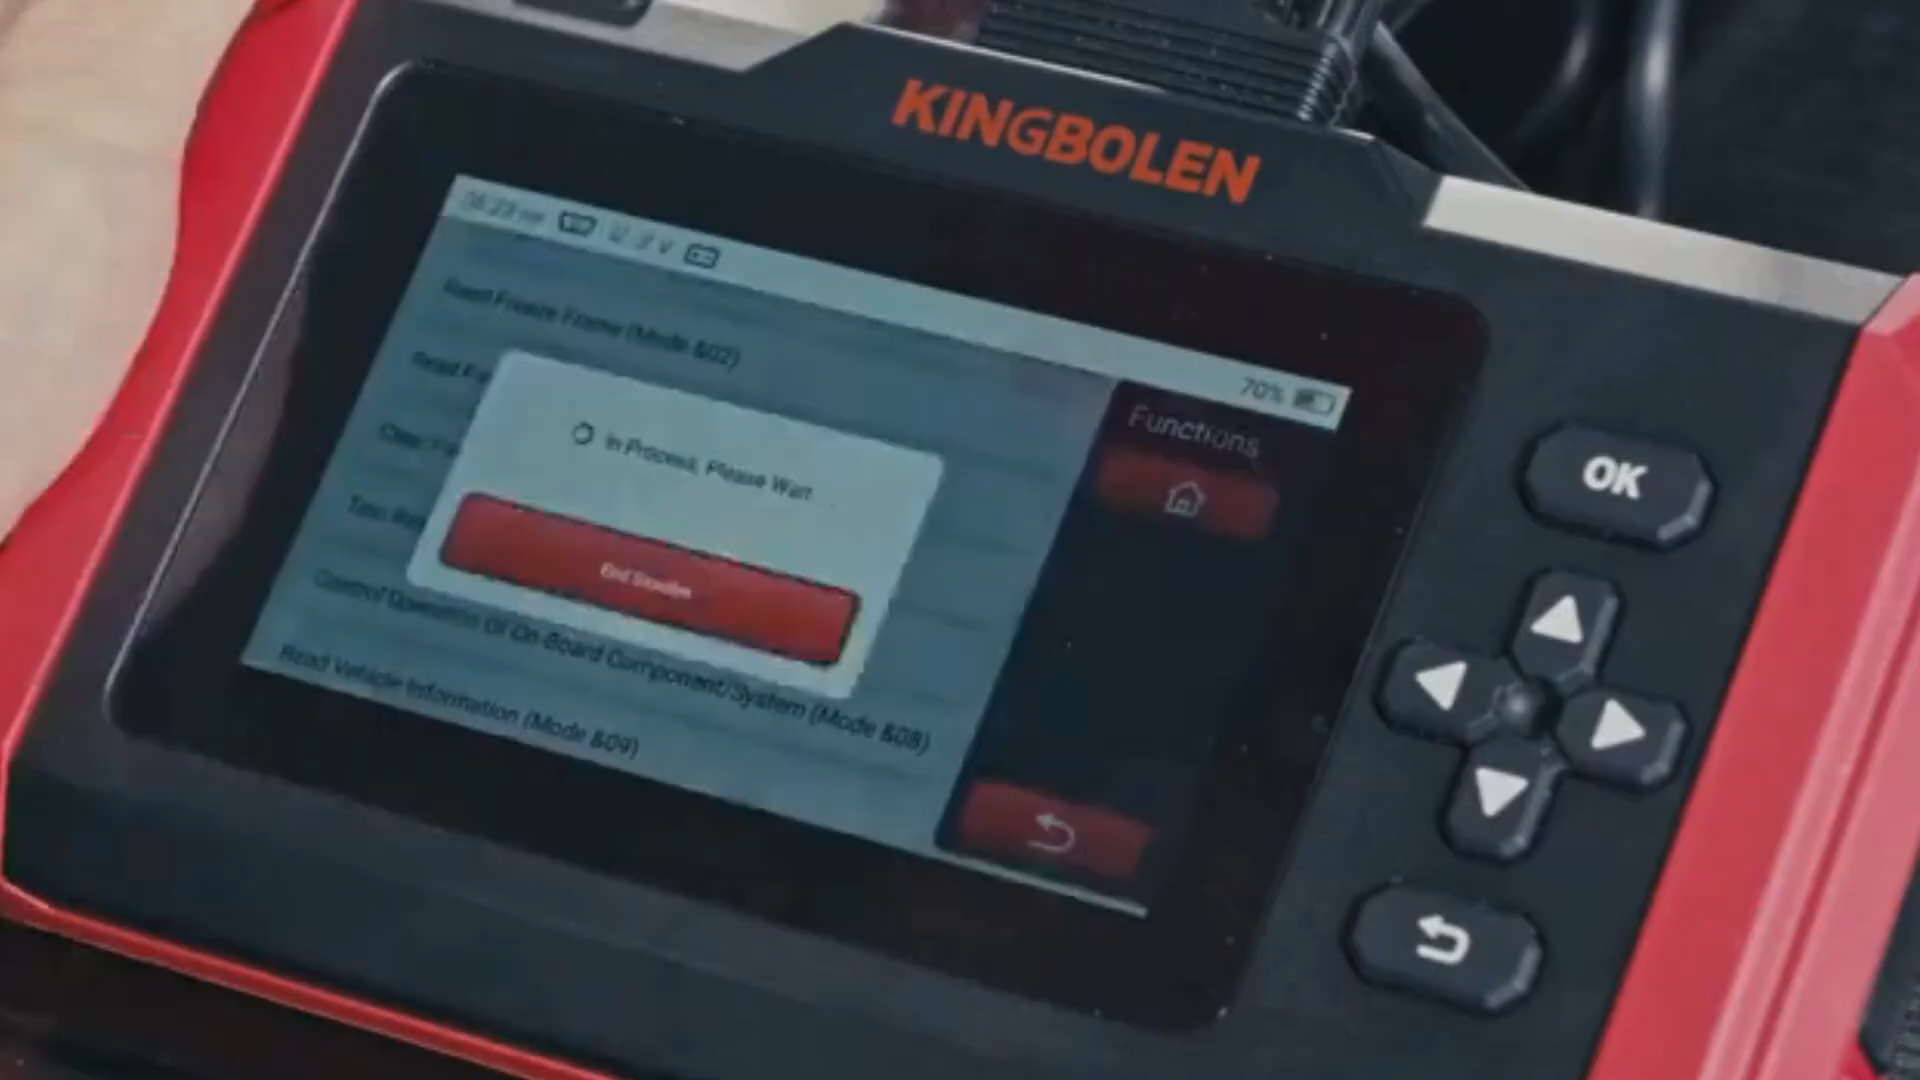 KINGBOLEN
70%
Read Freeze Frame (Mode &02)
Functions
Read
In Process, Please Wait
End
Control Operation Of On-Board Component/System (Mode &08)
Read Vehicle Information (Mode &09)
OK